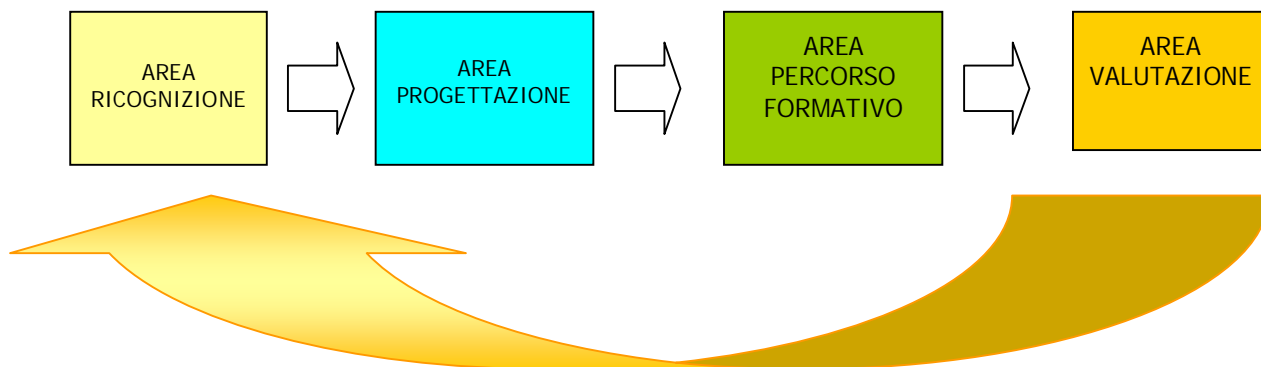 AREA
RICOGNIZIONE
AREA
PROGETTAZIONE
AREA
PERCORSO
FORMATIVO
AREA
VALUTAZIONE